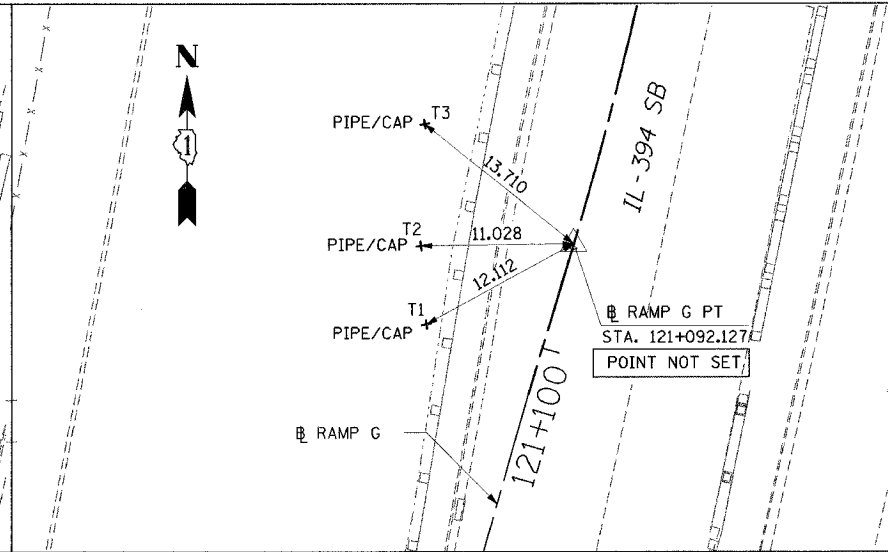 N
1
PIPE/CAP T3
13.710
IL-394 SB
T2
PIPE/CAP
11.028
12.112
T1
PIPE/CAP
℄ RAMP G PT
STA. 121+092.127
POINT NOT SET
121+100 T
℄ RAMP G
X
X
X
X